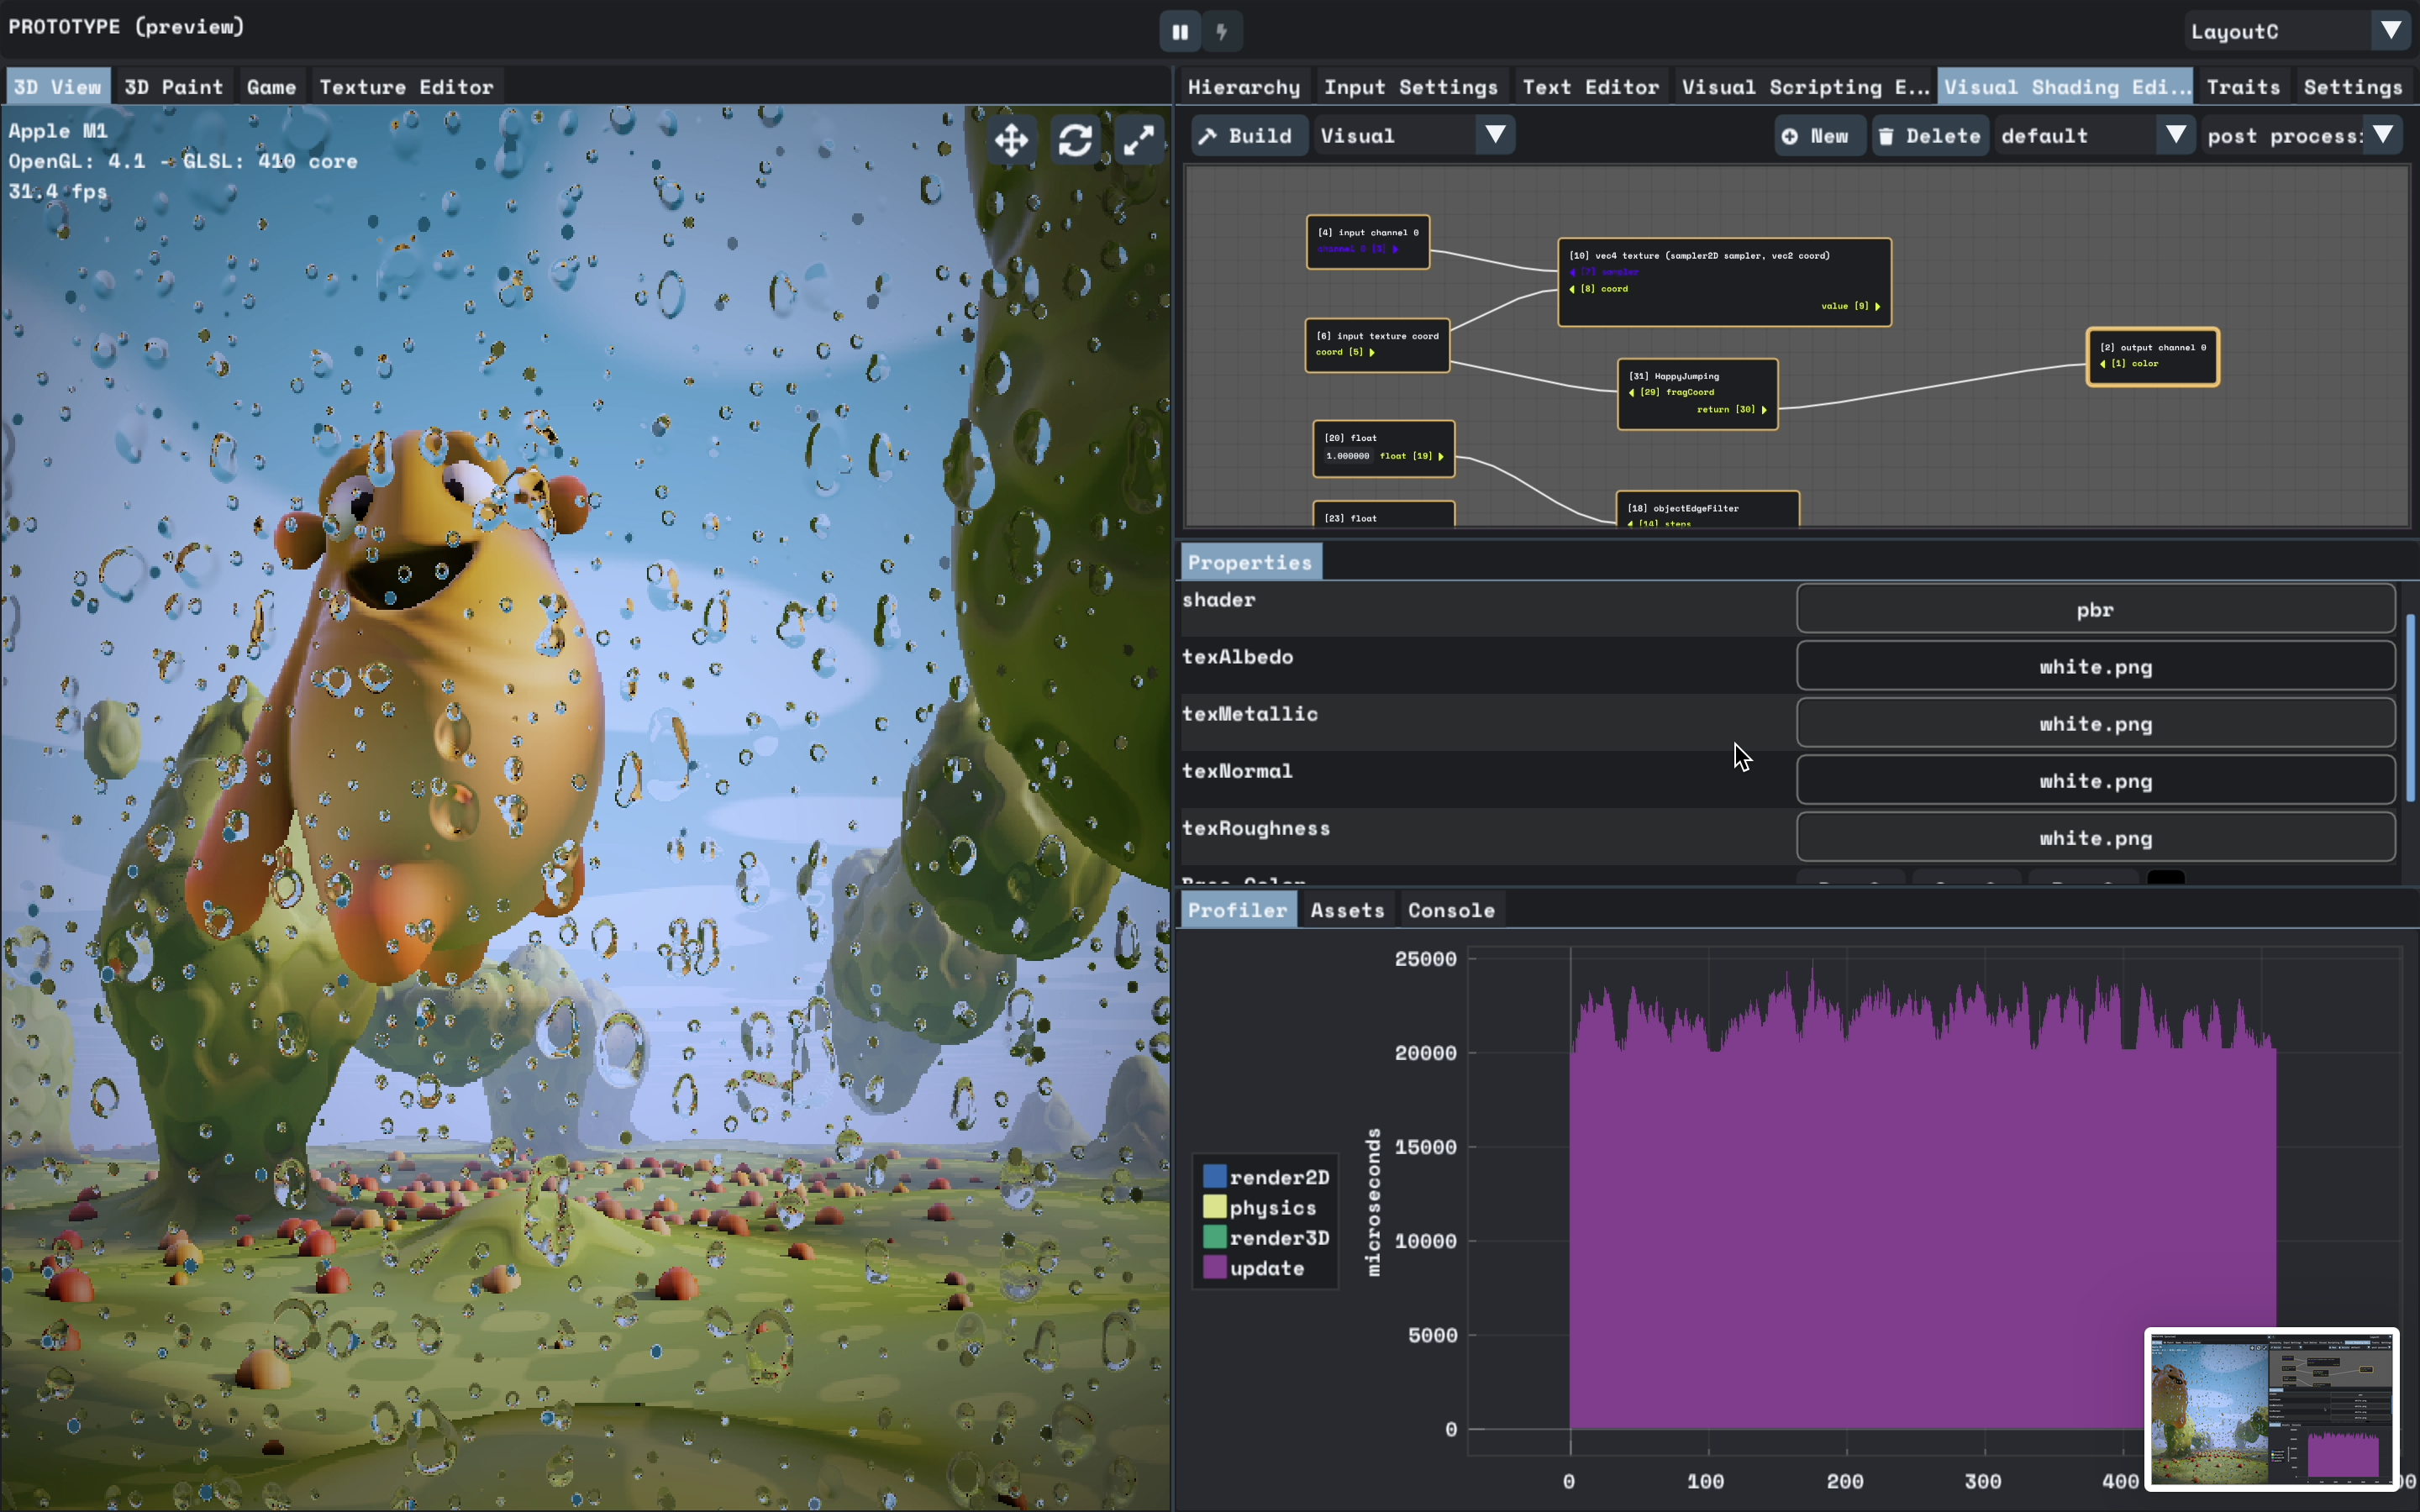 PROTOTYPE (preview)
LayoutC
3D View
3D Paint
Game
Texture Editor
Apple M1
OpenGL: 4.1 - GLSL: 410 core
31.4 fps
Hierarchy
Input Settings
Text Editor
Visual Scripting E...
Visual Shading Edi...
Traits
Settings
Build
Visual
New
Delete
default
post process:
[4] input channel 0
channel 0 [3]
[10] vec4 texture (sampler2D sampler, vec2 coord)
[7] sampler
[8] coord
value [9]
[6] input texture coord
coord [5]
[31] HappyJumping
[29] fragCoord
return [30]
[2] output channel 0
[1] color
[20] float
1.000000 float [19]
[23] float
[18] objectEdgeFilter
[14] steps
Properties
shader
pbr
texAlbedo
white.png
texMetallic
white.png
texNormal
white.png
texRoughness
white.png
Base Color
Profiler
Assets
Console
25000
20000
15000
10000
5000
0
microseconds
render2D
physics
render3D
update
0
100
200
300
400